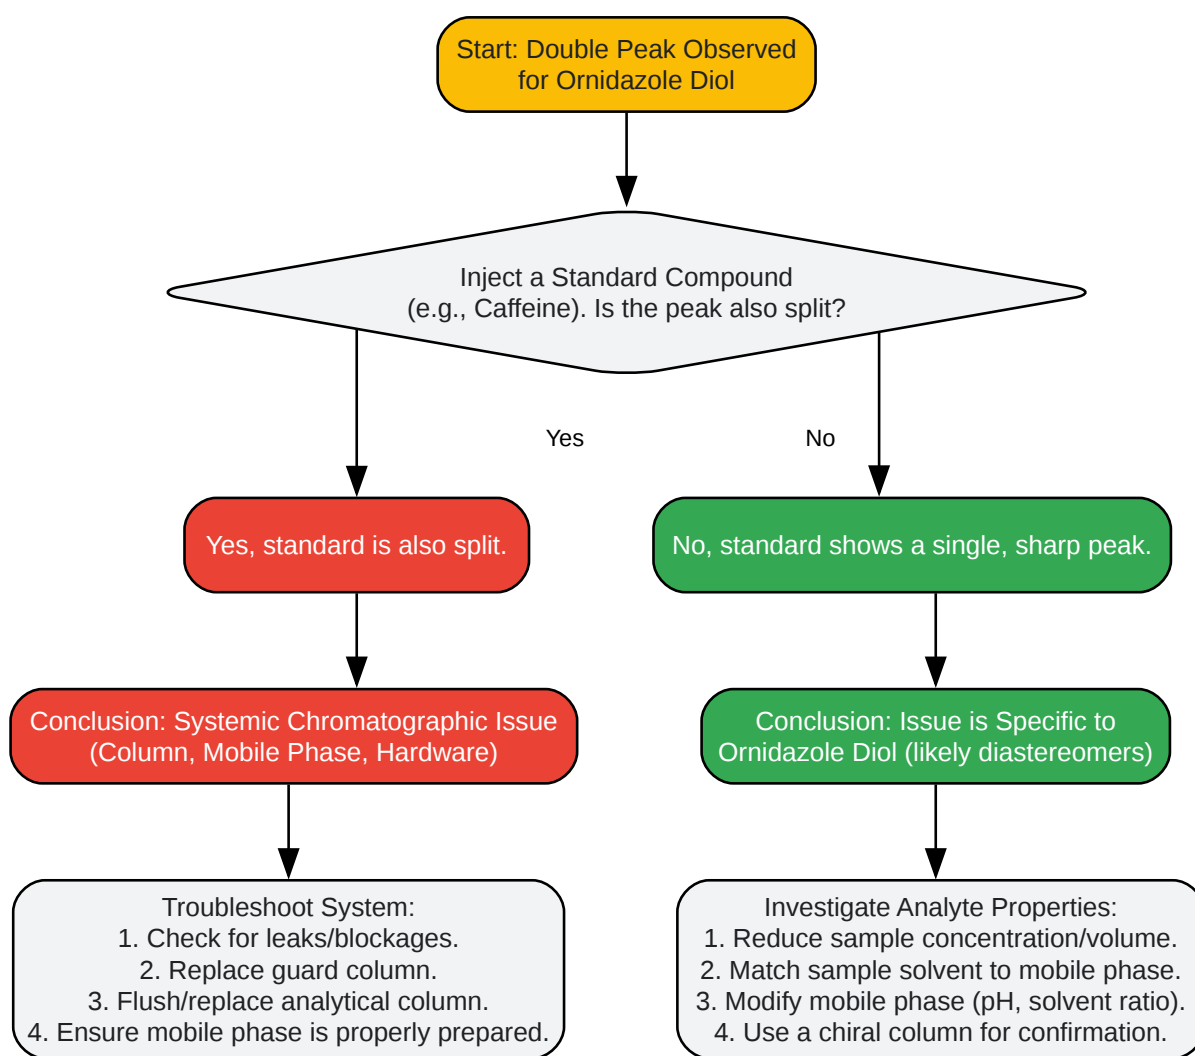 Start: Double Peak Observed
for Ornidazole Diol
Inject a Standard Compound
(e.g., Caffeine). Is the peak also split?
Yes
No
Yes, standard is also split.
No, standard shows a single, sharp peak.
Conclusion: Systemic Chromatographic Issue
(Column, Mobile Phase, Hardware)
Conclusion: Issue is Specific to
Ornidazole Diol (likely diastereomers)
Troubleshoot System:
1. Check for leaks/blockages.
2. Replace guard column.
3. Flush/replace analytical column.
4. Ensure mobile phase is properly prepared.
Investigate Analyte Properties:
1. Reduce sample concentration/volume.
2. Match sample solvent to mobile phase.
3. Modify mobile phase (pH, solvent ratio).
4. Use a chiral column for confirmation.